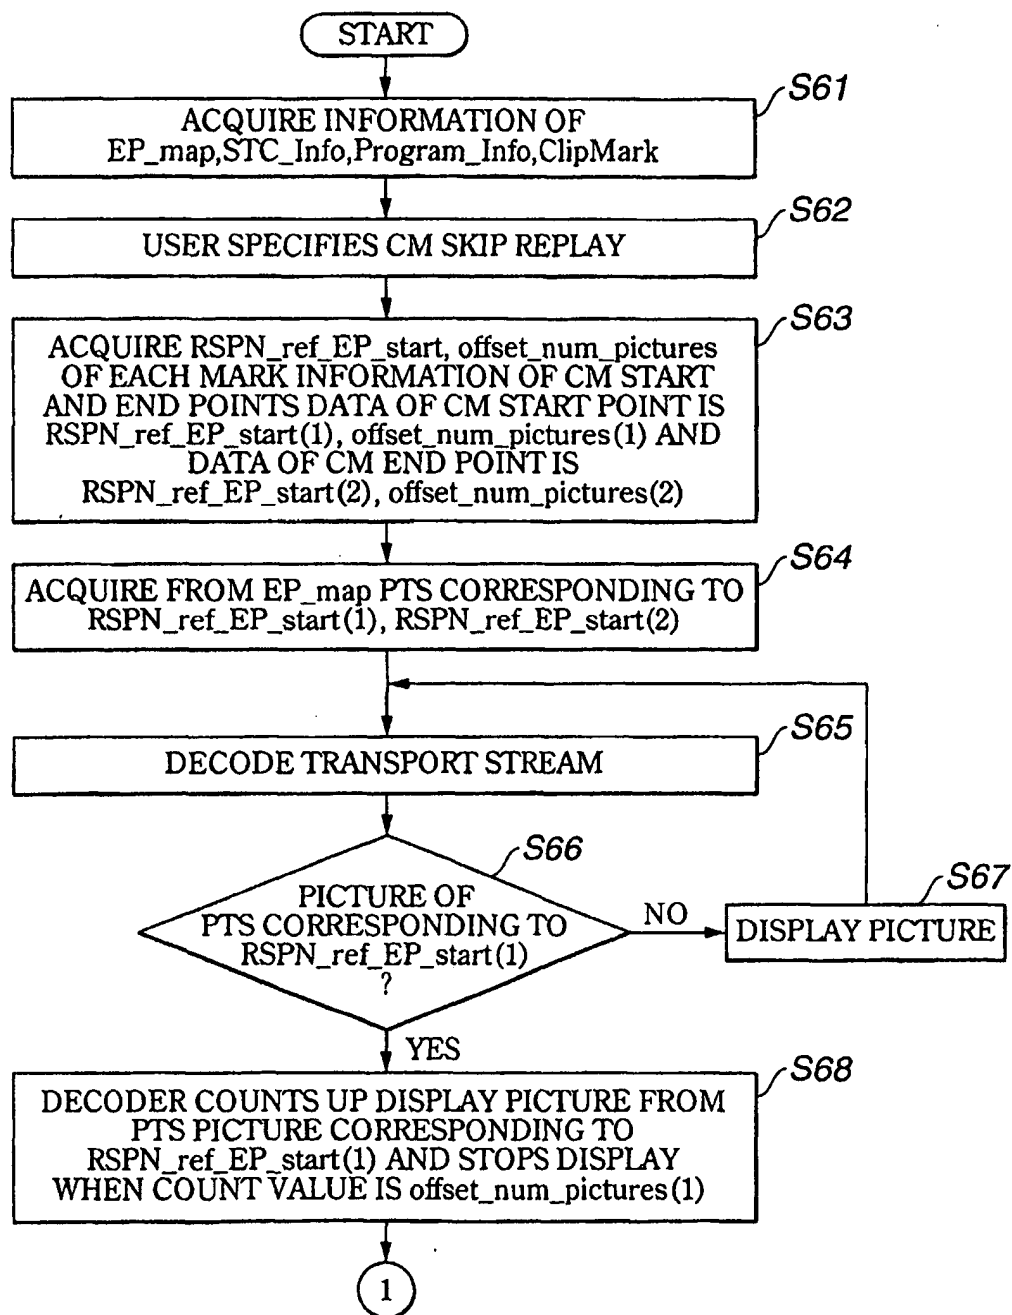 START
S61
ACQUIRE INFORMATION OF
EP_map,STC_Info,Program_Info,ClipMark
S62
USER SPECIFIES CM SKIP REPLAY
S63
ACQUIRE RSPN_ref_EP_start, offset_num_pictures
OF EACH MARK INFORMATION OF CM START
AND END POINTS DATA OF CM START POINT IS
RSPN_ref_EP_start(1), offset_num_pictures(1) AND
DATA OF CM END POINT IS
RSPN_ref_EP_start(2), offset_num_pictures(2)
S64
ACQUIRE FROM EP_map PTS CORRESPONDING TO
RSPN_ref_EP_start(1), RSPN_ref_EP_start(2)
S65
DECODE TRANSPORT STREAM
S66
PICTURE OF
PTS CORRESPONDING TO
RSPN_ref_EP_start(1)
?
NO
S67
DISPLAY PICTURE
YES
S68
DECODER COUNTS UP DISPLAY PICTURE FROM
PTS PICTURE CORRESPONDING TO
RSPN_ref_EP_start(1) AND STOPS DISPLAY
WHEN COUNT VALUE IS offset_num_pictures(1)
1